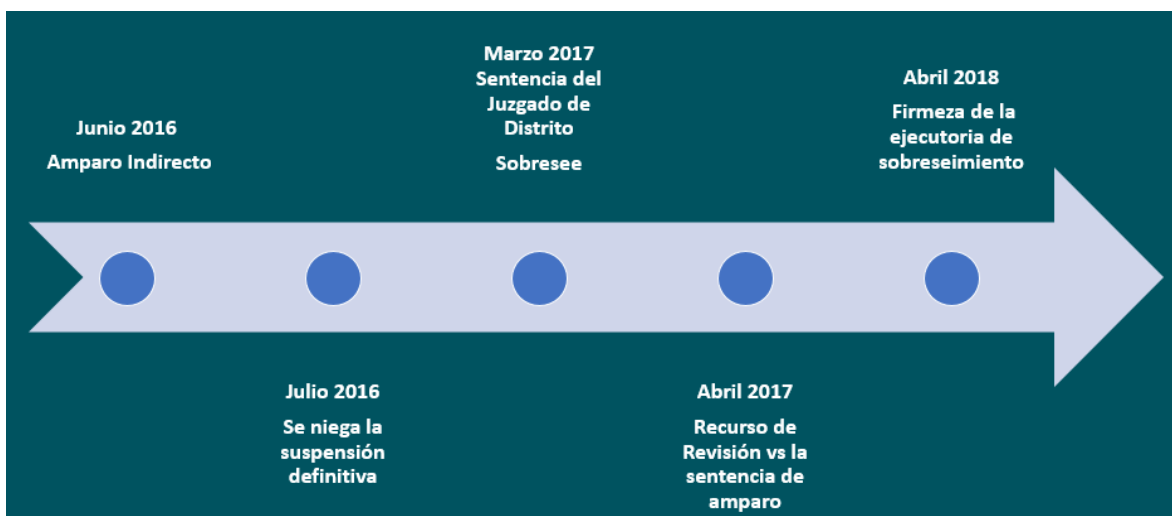 Junio 2016
Amparo Indirecto
Julio 2016
Se niega la
suspensión
definitiva
Marzo 2017
Sentencia del
Juzgado de
Distrito
Sobresee
Abril 2017
Recurso de
Revisión vs la
sentencia de
amparo
Abril 2018
Firmeza de la
ejecutoria de
sobreseimiento